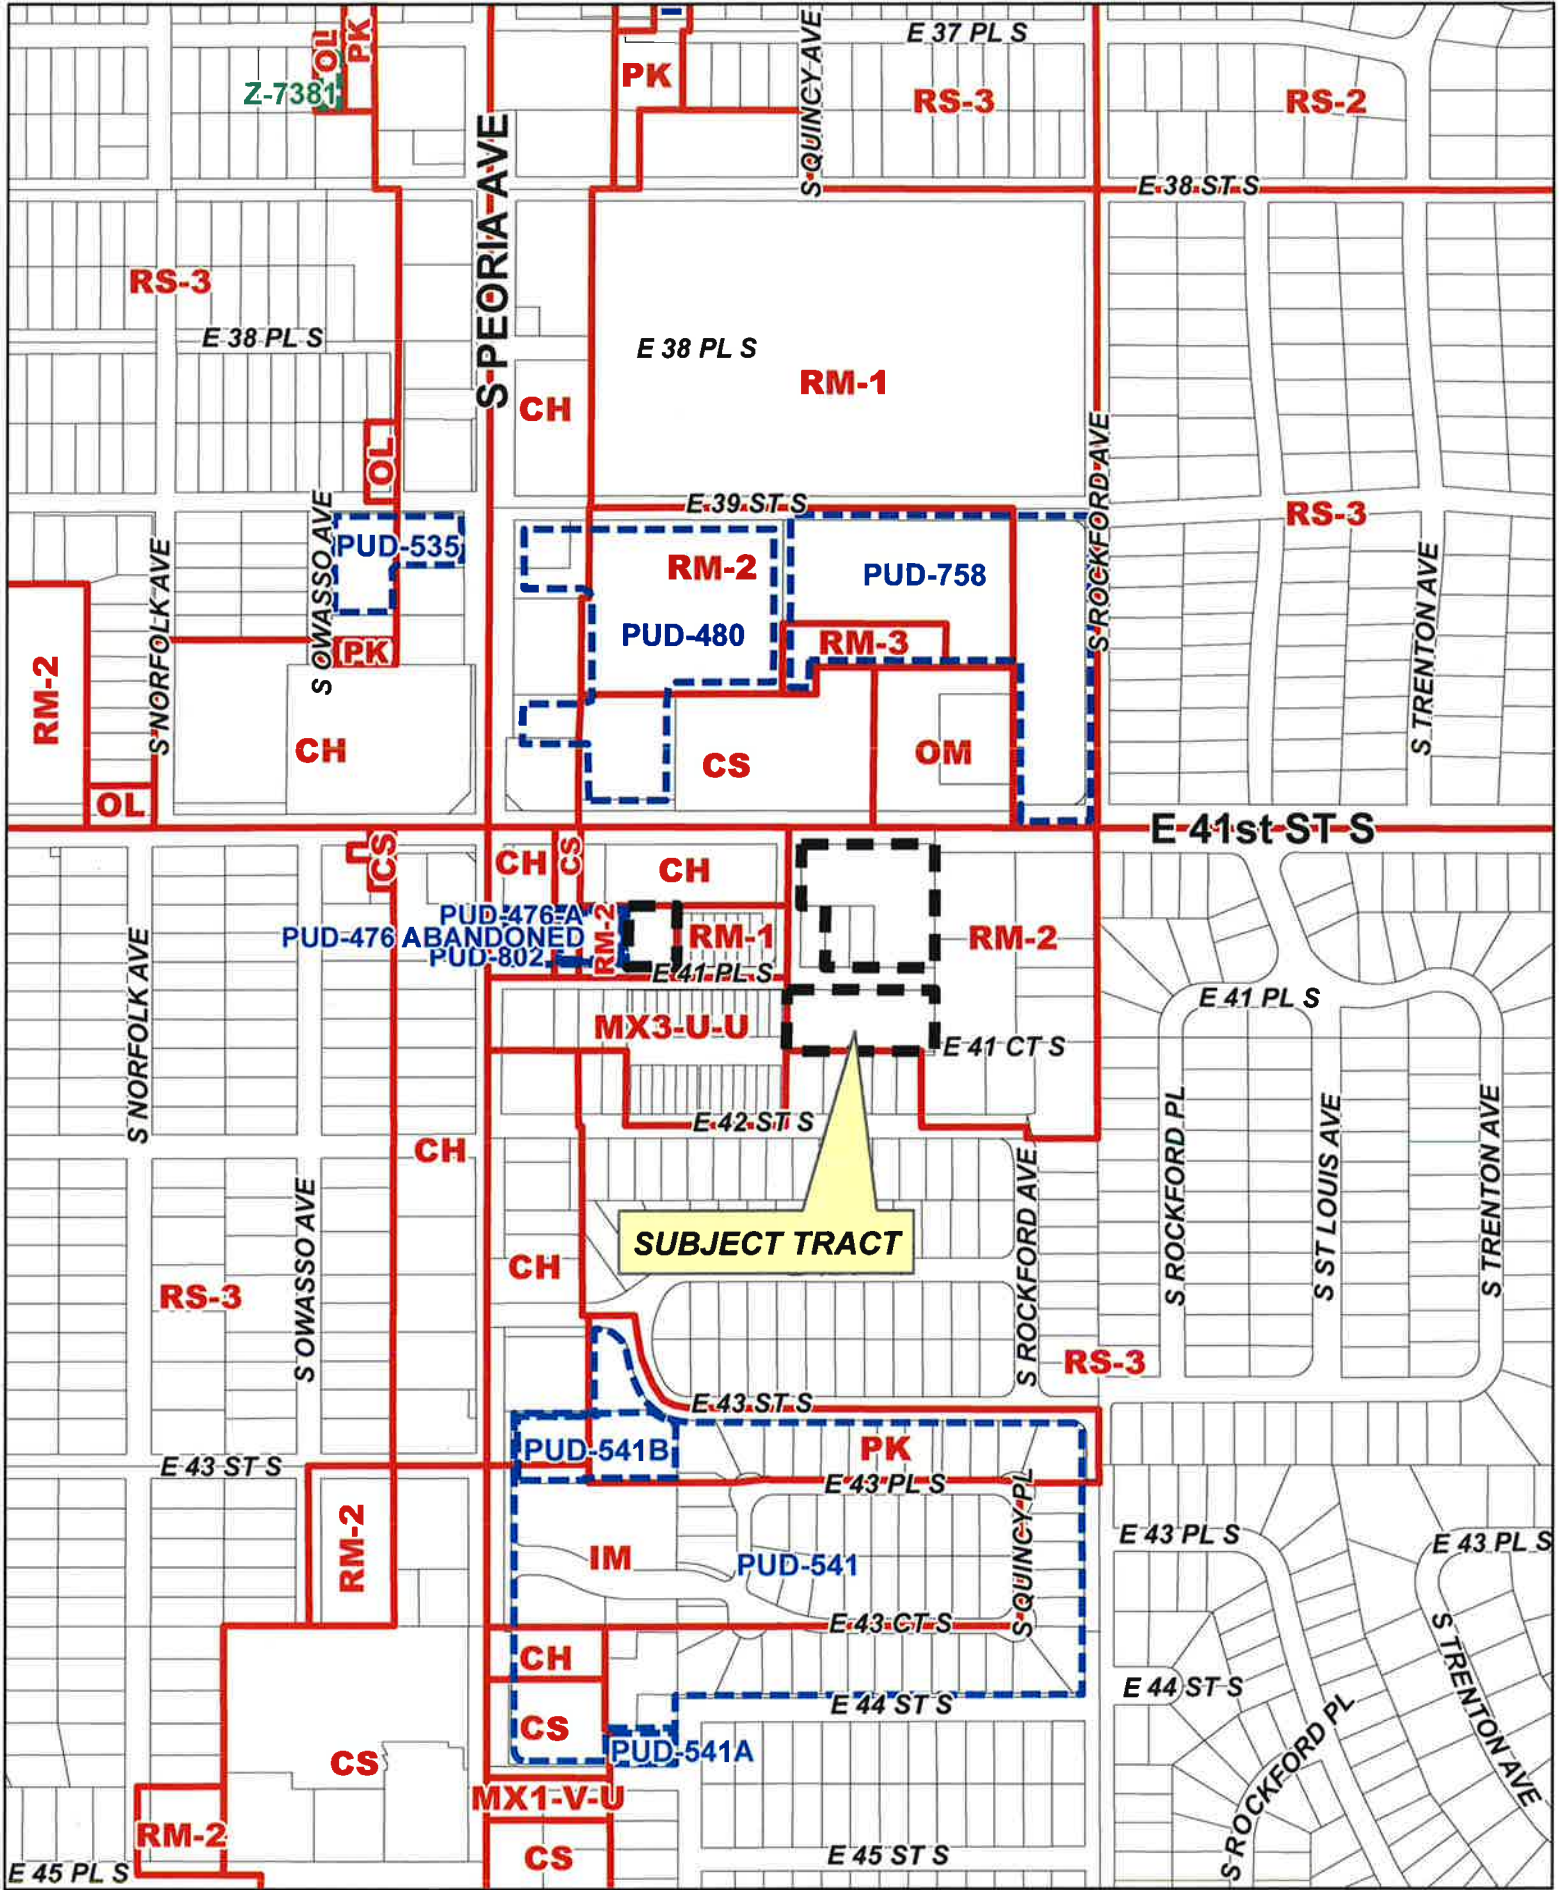 E 37 PL S
OL
PK
S QUINCY AVE
PK
Z-7381
RS-3
RS-2
S PEORIA AVE
E 38 ST S
RS-3
E 38 PL S
E 38 PL S
RM-1
CH
OL
S ROCKFORD AVE
E 39 ST S
RS-3
S OWASSO AVE
PUD-535
S NORFOLK AVE
RM-2
PUD-758
S TRENTON AVE
PUD-480
RM-3
PK
RM-2
CH
CS
OM
OL
E 41st ST S
CS
CH
CS
CH
PUD-476-A
PUD-476 ABANDONED
PUD-802
RM-2
RM-1
RM-2
E 41 PL S
E 41 PL S
S NORFOLK AVE
MX3-U-U
E 41 CT S
E 42 ST S
CH
S ROCKFORD PL
S ST LOUIS AVE
S TRENTON AVE
S OWASSO AVE
S ROCKFORD AVE
SUBJECT TRACT
CH
RS-3
RS-3
E 43 ST S
PUD-541B
PK
E 43 ST S
E 43 PL S
S QUINCY PL
RM-2
IM
PUD-541
E 43 PL S
E 43 PL S
E 43 CT S
CH
S TRENTON AVE
E 44 ST S
E 44 ST S
CS
PUD-541A
CS
S ROCKFORD PL
MX1-V-U
RM-2
CS
E 45 ST S
E 45 PL S